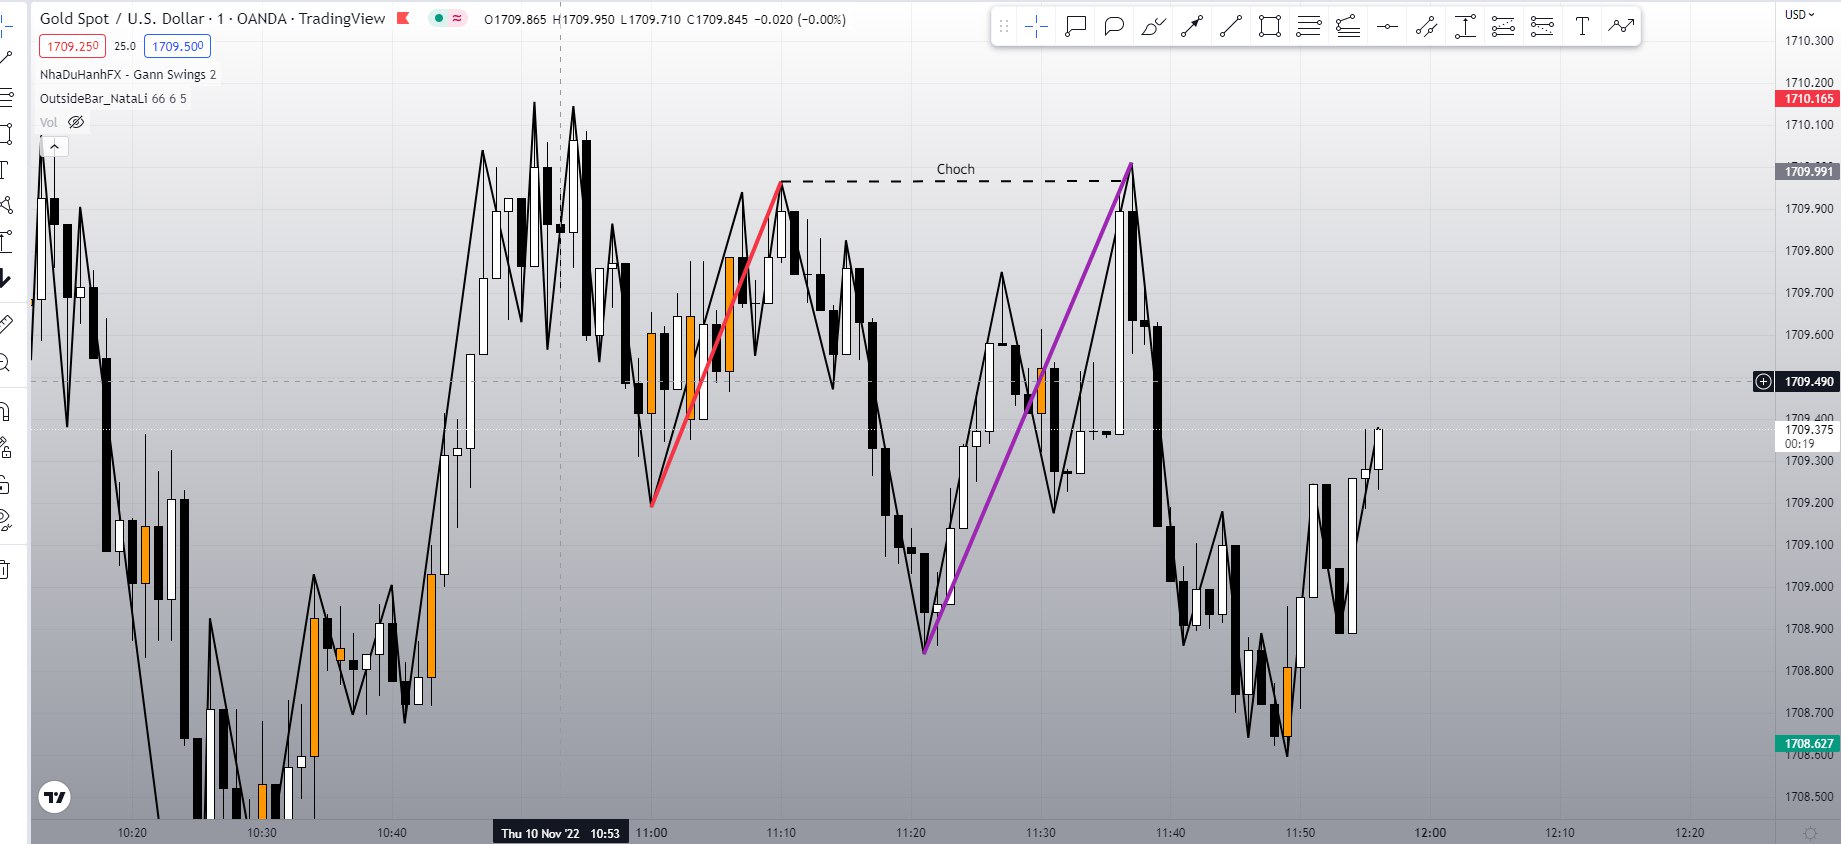 Gold Spot / U.S. Dollar · 1 · OANDA · TradingView O1709.865 H1709.950 L1709.710 C1709.845 −0.020 (−0.00%)
1709.250 25.0 1709.500
NhaDuHanhFX - Gann Swings 2
OutsideBar_NataLi 66 6 5
Vol
Choch
USD
1710.300
1710.200
1710.165
1710.100
1709.991
1709.900
1709.800
1709.700
1709.600
1709.490
1709.400
1709.375
00:19
1709.300
1709.200
1709.100
1709.000
1708.900
1708.800
1708.700
1708.627
1708.600
1708.500
10:20 10:30 10:40 Thu 10 Nov '22 10:53 11:00 11:10 11:20 11:30 11:40 11:50 12:00 12:10 12:20